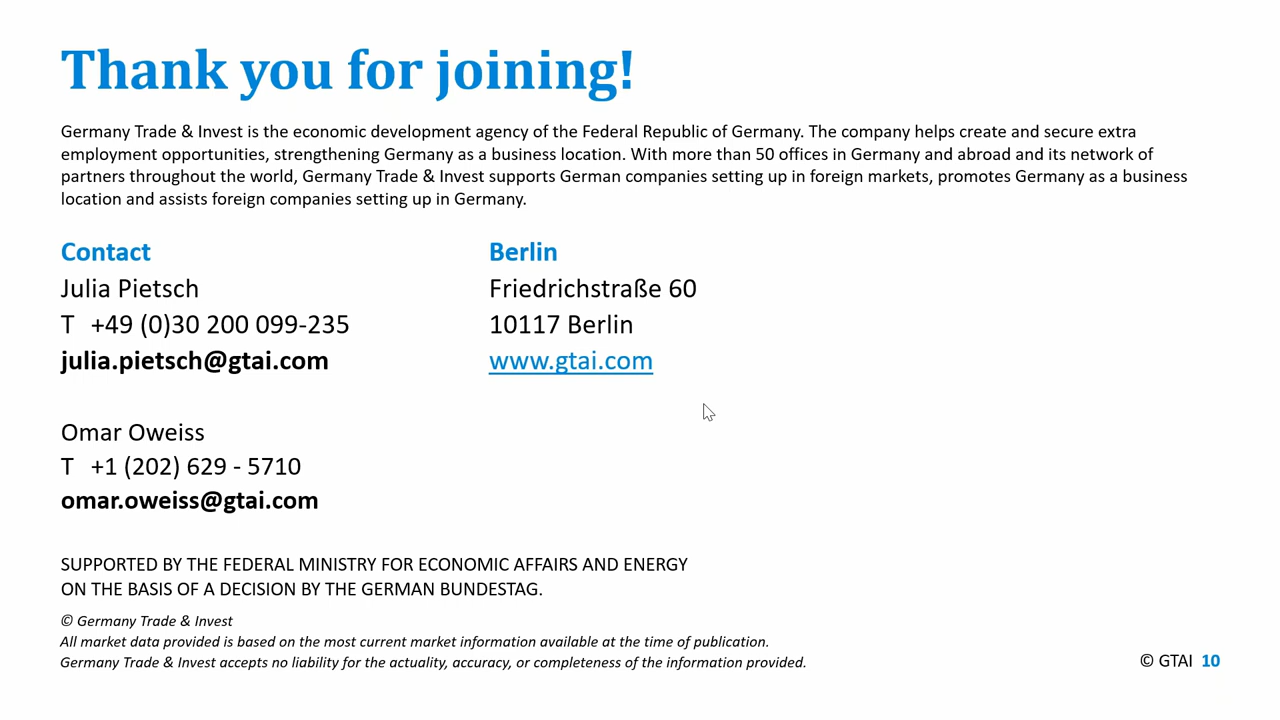 Thank you for joining!
Germany Trade & Invest is the economic development agency of the Federal Republic of Germany. The company helps create and secure extra
employment opportunities, strengthening Germany as a business location. With more than 50 offices in Germany and abroad and its network of
partners throughout the world, Germany Trade & Invest supports German companies setting up in foreign markets, promotes Germany as a business
location and assists foreign companies setting up in Germany.
Contact
Julia Pietsch
T +49 (0)30 200 099-235
julia.pietsch@gtai.com
Omar Oweiss
T +1 (202) 629 - 5710
omar.oweiss@gtai.com
Berlin
Friedrichstraße 60
10117 Berlin
www.gtai.com
SUPPORTED BY THE FEDERAL MINISTRY FOR ECONOMIC AFFAIRS AND ENERGY
ON THE BASIS OF A DECISION BY THE GERMAN BUNDESTAG.
© Germany Trade & Invest
All market data provided is based on the most current market information available at the time of publication.
Germany Trade & Invest accepts no liability for the actuality, accuracy, or completeness of the information provided.
© GTAI 10